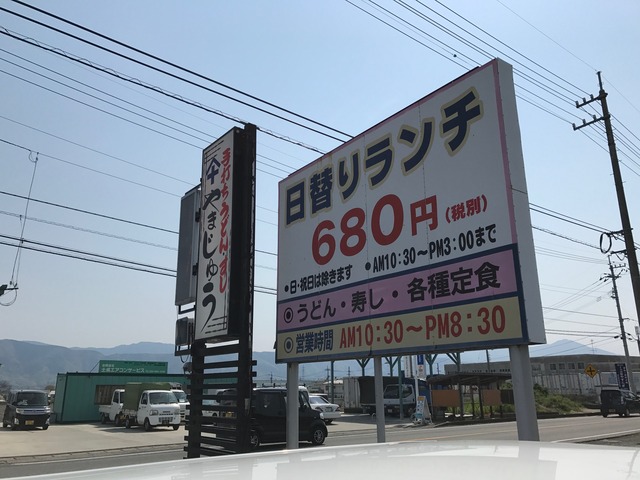 手打ちうどん・すし
やまじゅう
日替りランチ
680円(税別)
●日・祝日は除きます ●AM10:30～PM3:00まで
◉うどん・寿し・各種定食
◉営業時間 AM10:30～PM8:30